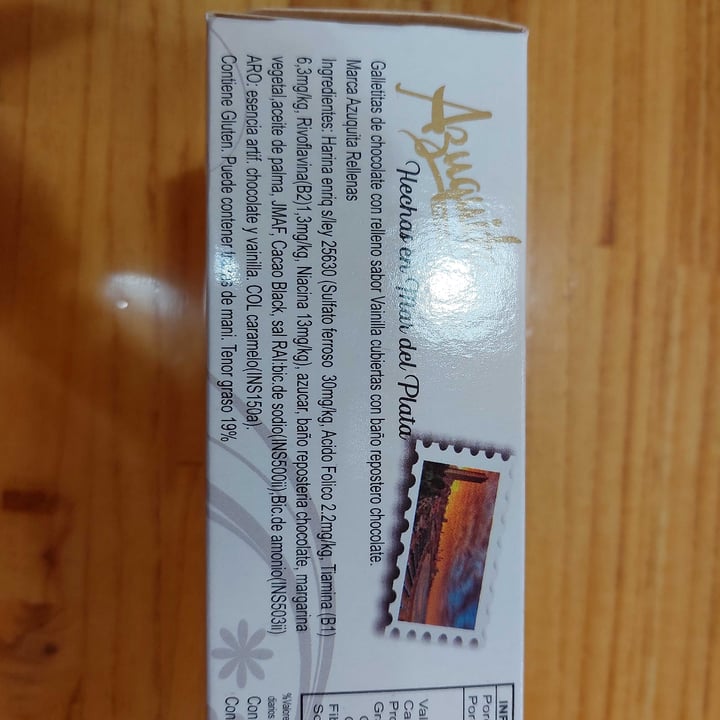 Azuquita
Hechas en Mar del Plata
Galletitas de chocolate con relleno sabor Vainilla cubiertas con baño repostero chocolate.
Marca Azuquita Rellenas
Ingredientes: Harina enriq s/ley 25630 (Sulfato ferroso 30mg/kg, Acido Folico 2.2mg/kg, Tiamina (B1)
6,3mg/kg, Rivoflavina(B2)1,3mg/kg, Niacina 13mg/kg), azucar, baño reposteria chocolate, margarina
vegetal,aceite de palma, JMAF, Cacao Black, sal RAI:bic.de sodio(INS500ii),Bic.de amonio(INS503ii)
ARO: esencia artif. chocolate y vainilla. COL caramelo(INS150a).
Contiene Gluten. Puede contener trazas de mani. Tenor graso 19%